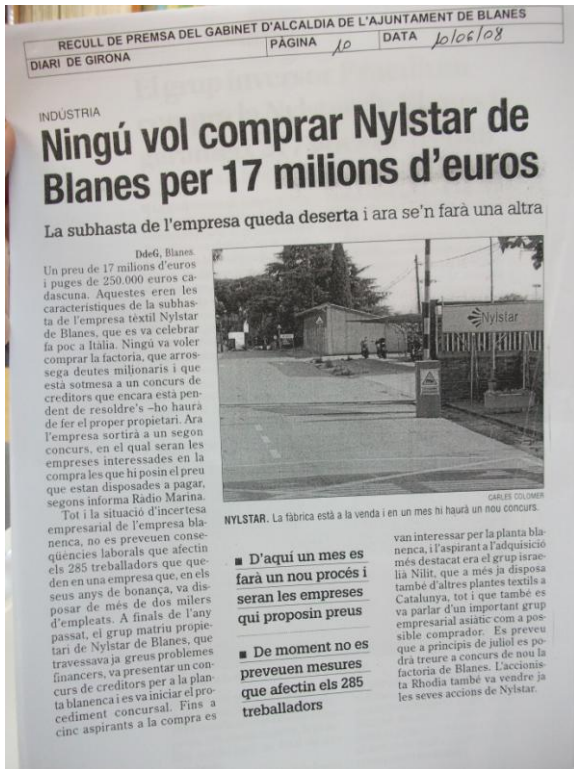 RECULL DE PREMSA DEL GABINET D'ALCALDIA DE L'AJUNTAMENT DE BLANES
DIARI DE GIRONA
PÀGINA 10
DATA 10/06/08
INDÚSTRIA
Ningú vol comprar Nylstar de
Blanes per 17 milions d'euros
La subhasta de l'empresa queda deserta i ara se'n farà una altra
DdeG, Blanes
Un preu de 17 milions d'euros
i puges de 250.000 euros ca-
dascuna. Aquestes eren les
característiques de la subhas-
ta de l'empresa tèxtil Nylstar
de Blanes, que es va celebrar
fa poc a Itàlia. Ningú va voler
comprar la factoria, que arros-
sega deutes milionaris i que
està sotmesa a un concurs de
creditors que encara està pen-
dent de resoldre's –ho haurà
de fer el proper propietari. Ara
l'empresa sortirà a un segon
concurs, en el qual seran les
empreses interessades en la
compra les que hi posin el preu
que estan disposades a pagar,
segons informa Ràdio Marina.
Tot i la situació d'incertesa
empresarial de l'empresa bla-
nenca, no es preveuen conse-
qüències laborals que afectin
els 285 treballadors que que-
den en una empresa que, en els
seus anys de bonança, va dis-
posar de més de dos milers
d'empleats. A finals de l'any
passat, el grup matriu propie-
tari de Nylstar de Blanes, que
travessava ja greus problemes
financers, va presentar un con-
curs de creditors per a la plan-
ta blanenca i es va iniciar el pro-
cediment concursal. Fins a
cinc aspirants a la compra es
Nylstar
CARLES COLOMER
NYLSTAR. La fàbrica està a la venda i en un mes hi haurà un nou concurs.
■ D'aquí un mes es
farà un nou procés i
seran les empreses
qui proposin preus
■ De moment no es
preveuen mesures
que afectin els 285
treballadors
van interessar per la planta bla-
nenca, i l'aspirant a l'adquisició
més destacat era el grup israe-
lià Nilit, que a més ja disposa
també d'altres plantes textils a
Catalunya, tot i que també es
va parlar d'un important grup
empresarial asiàtic com a pos-
sible comprador. Es preveu
que a principis de juliol es po-
drà treure a concurs de nou la
factoria de Blanes. L'accionis-
ta Rhodia també va vendre ja
les seves accions de Nylstar.